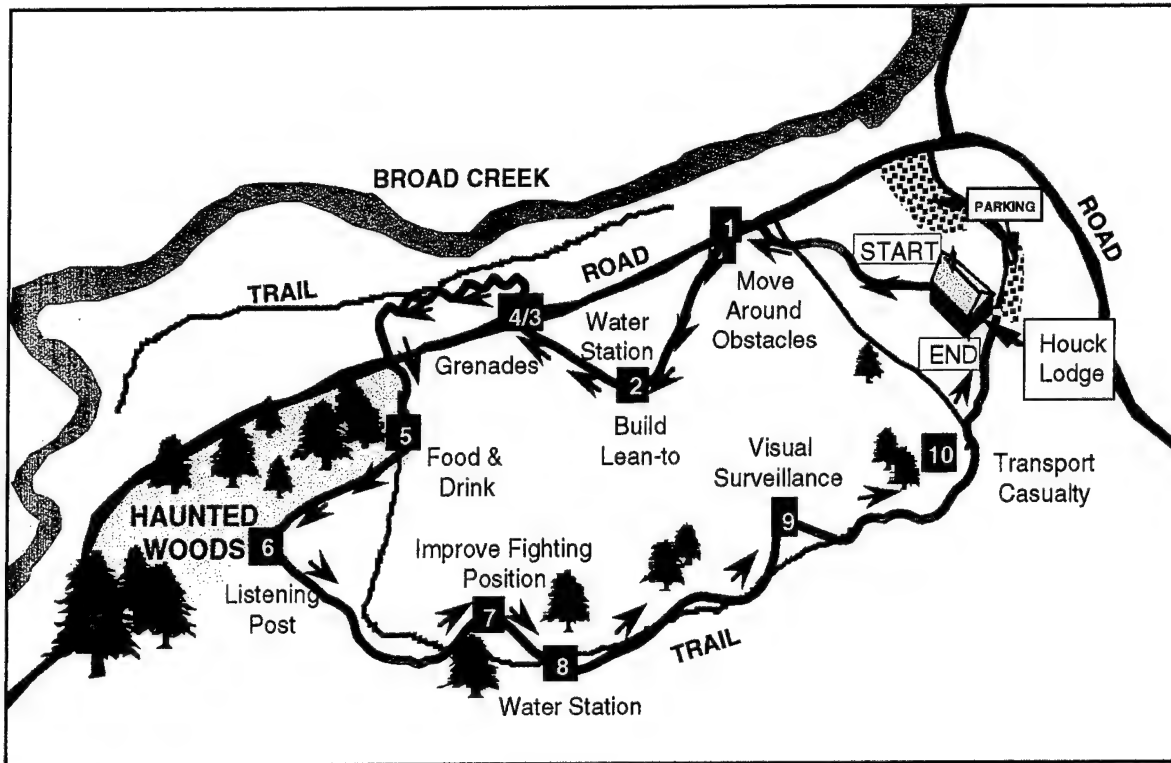 BROAD CREEK
PARKING
ROAD
START
1
TRAIL
ROAD
Move
Around
Obstacles
4/3
Water
Station
Grenades
END
Houck
Lodge
2
Build
Lean-to
5
Food &
Drink
Visual
Surveillance
10
Transport
Casualty
9
HAUNTED
WOODS
6
Listening
Post
Improve Fighting
Position
7
8
TRAIL
Water Station